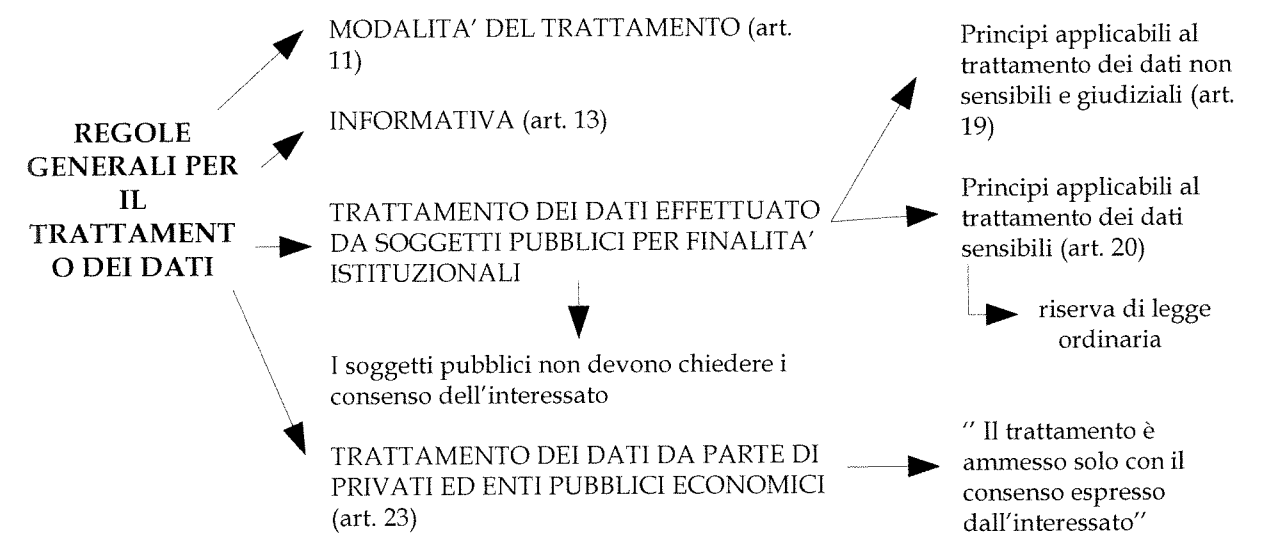 REGOLE
GENERALI PER
IL
TRATTAMENT
O DEI DATI
MODALITA' DEL TRATTAMENTO (art.
11)
INFORMATIVA (art. 13)
TRATTAMENTO DEI DATI EFFETTUATO
DA SOGGETTI PUBBLICI PER FINALITA'
ISTITUZIONALI
I soggetti pubblici non devono chiedere i
consenso dell'interessato
TRATTAMENTO DEI DATI DA PARTE DI
PRIVATI ED ENTI PUBBLICI ECONOMICI
(art. 23)
Principi applicabili al
trattamento dei dati non
sensibili e giudiziali (art.
19)
Principi applicabili al
trattamento dei dati
sensibili (art. 20)
riserva di legge
ordinaria
'' Il trattamento è
ammesso solo con il
consenso espresso
dall'interessato''